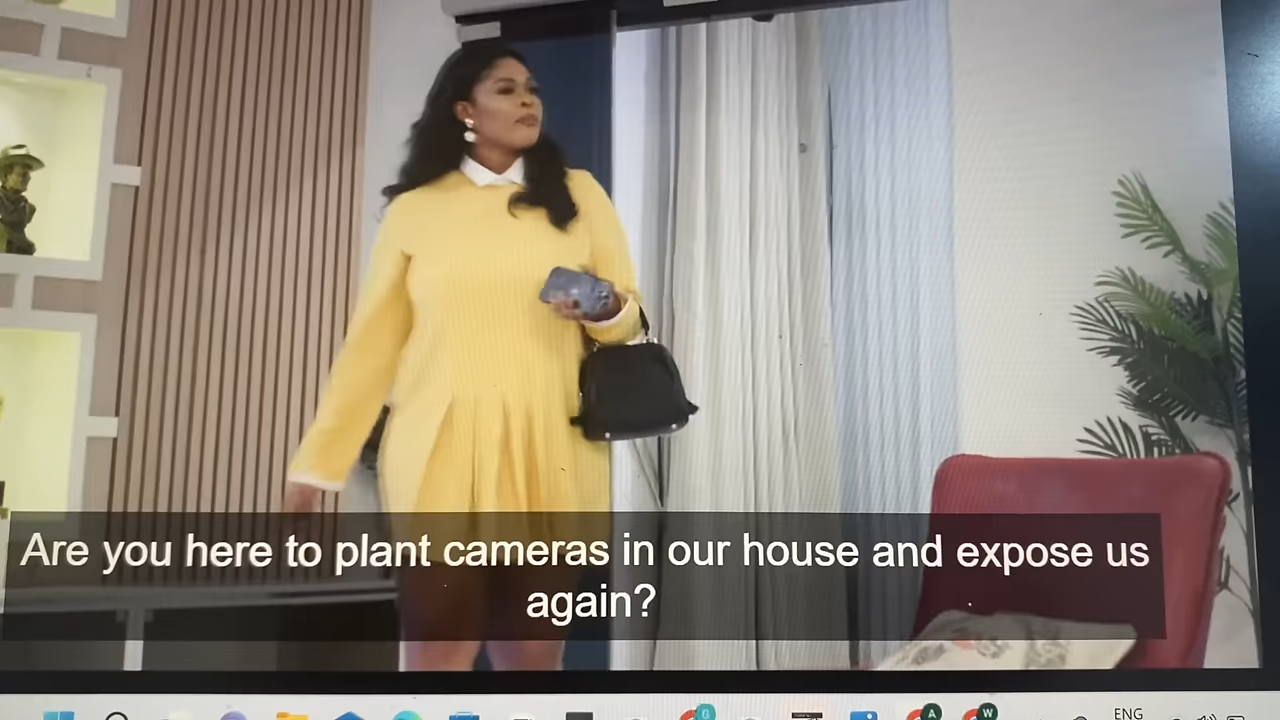 Are you here to plant cameras in our house and expose us
again?
G
A
W
ENG